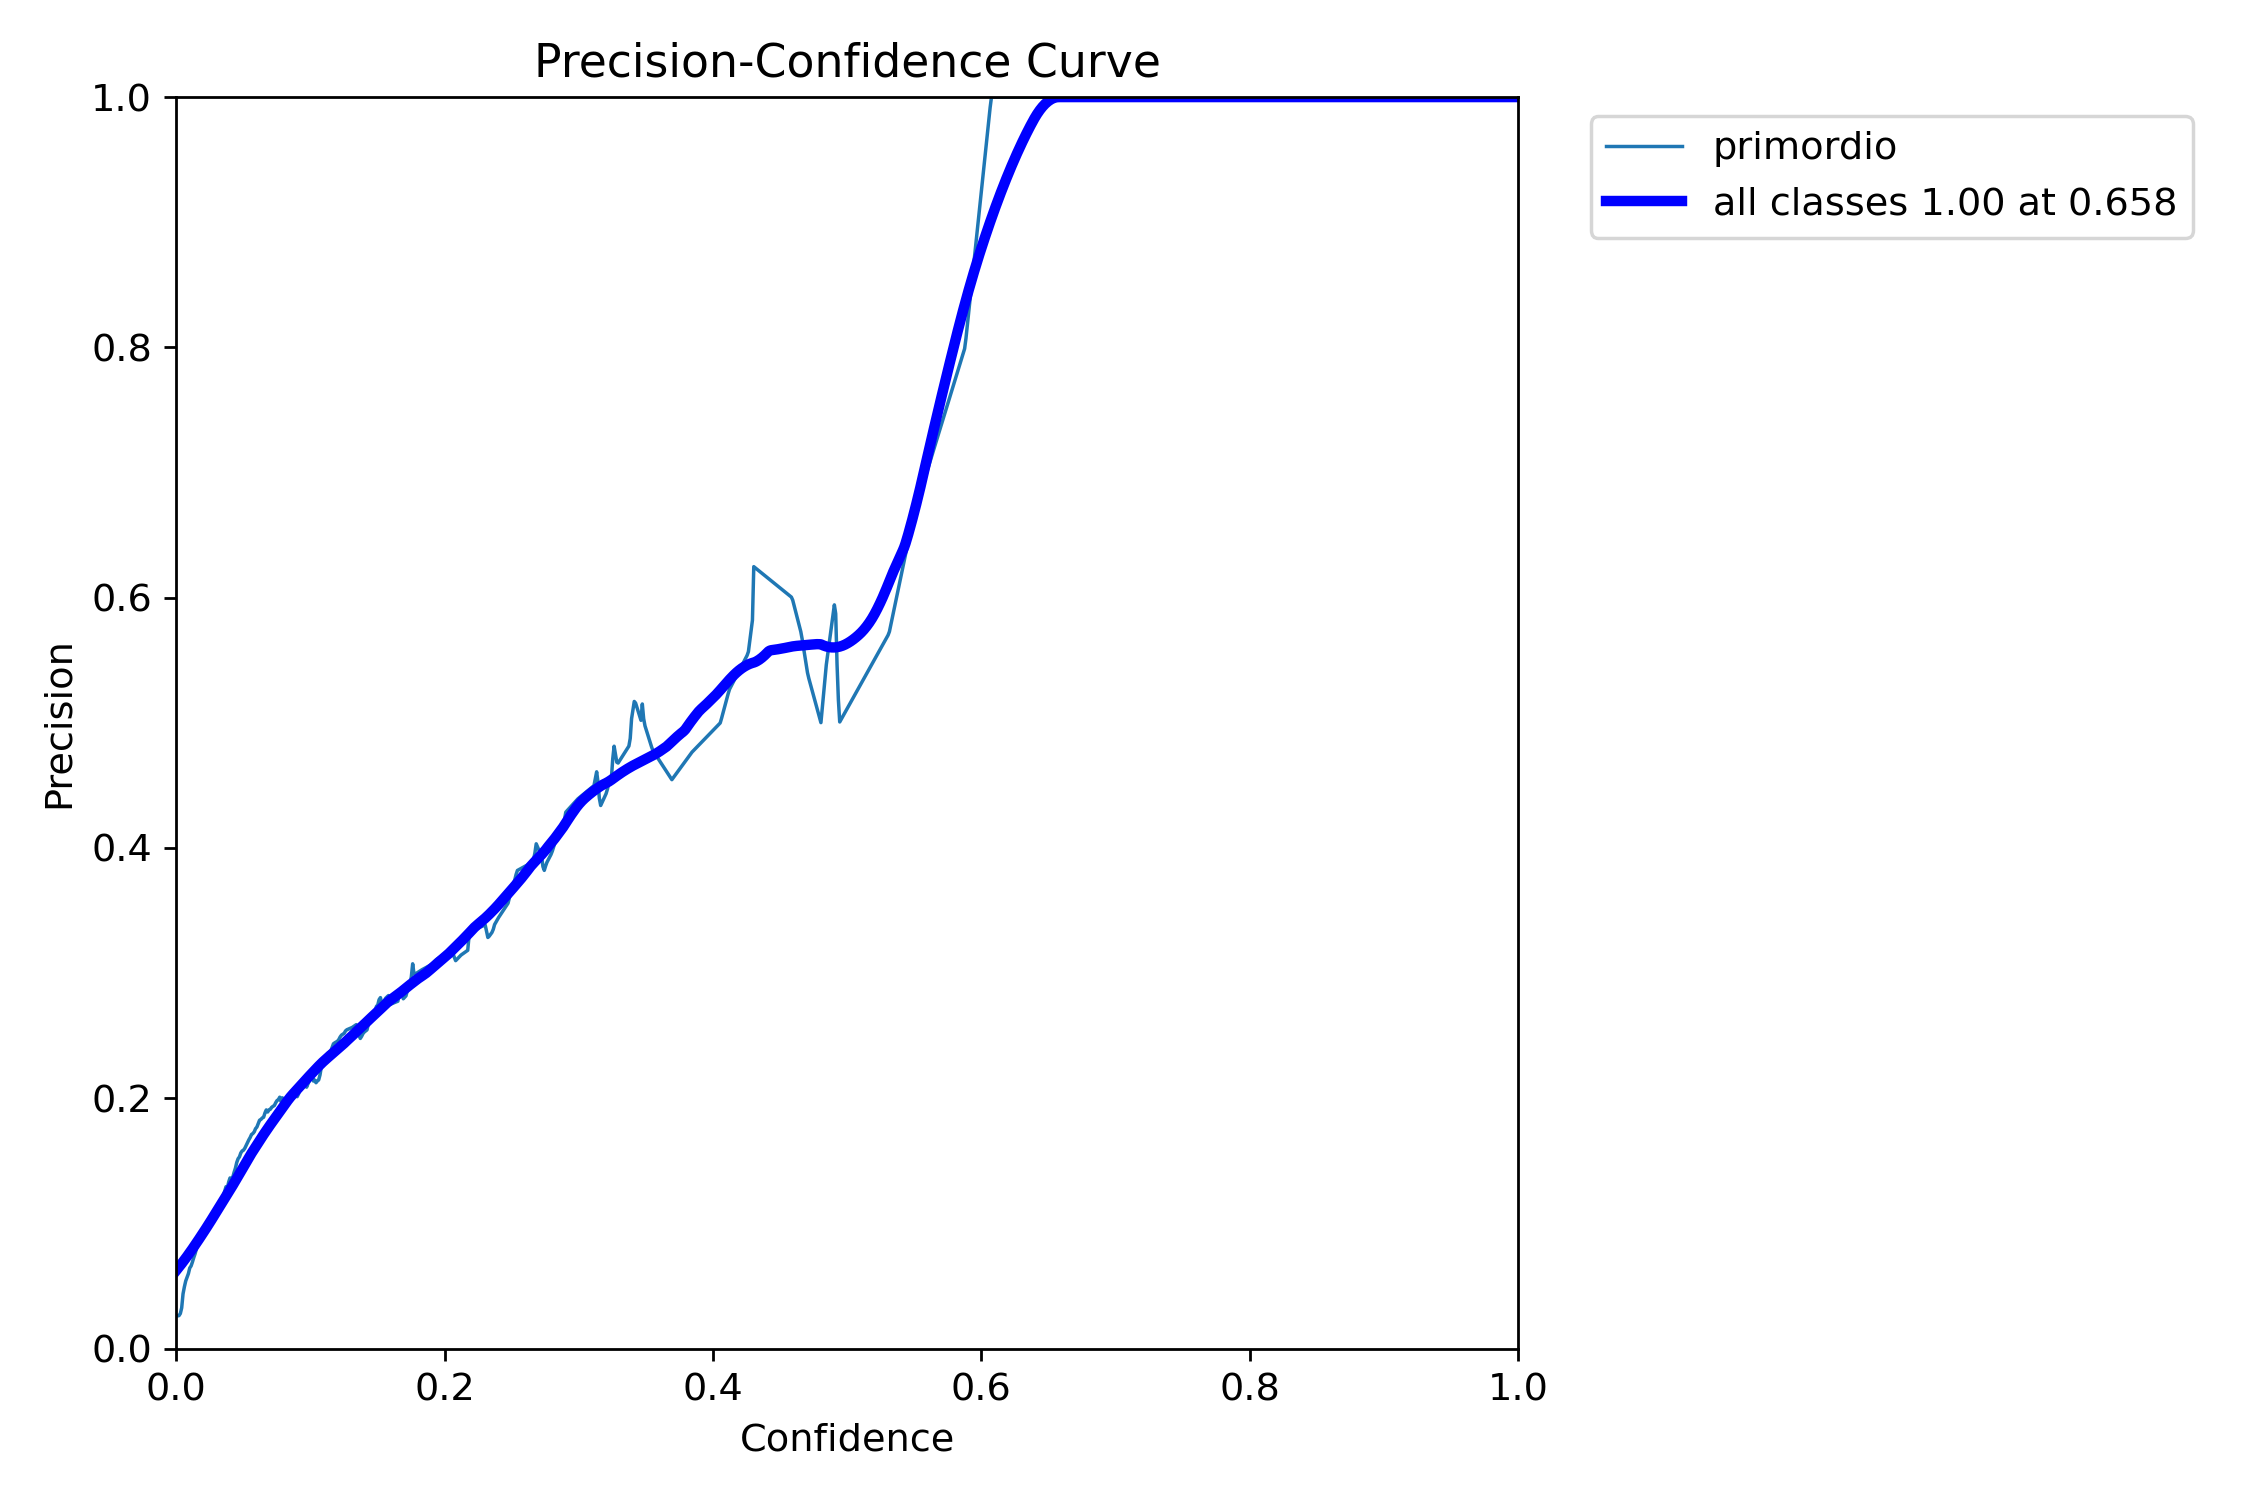 Precision-Confidence Curve
1.0
0.8
0.6
0.4
0.2
0.0
Precision
0.0 0.2 0.4 0.6 0.8 1.0
Confidence
primordio
all classes 1.00 at 0.658